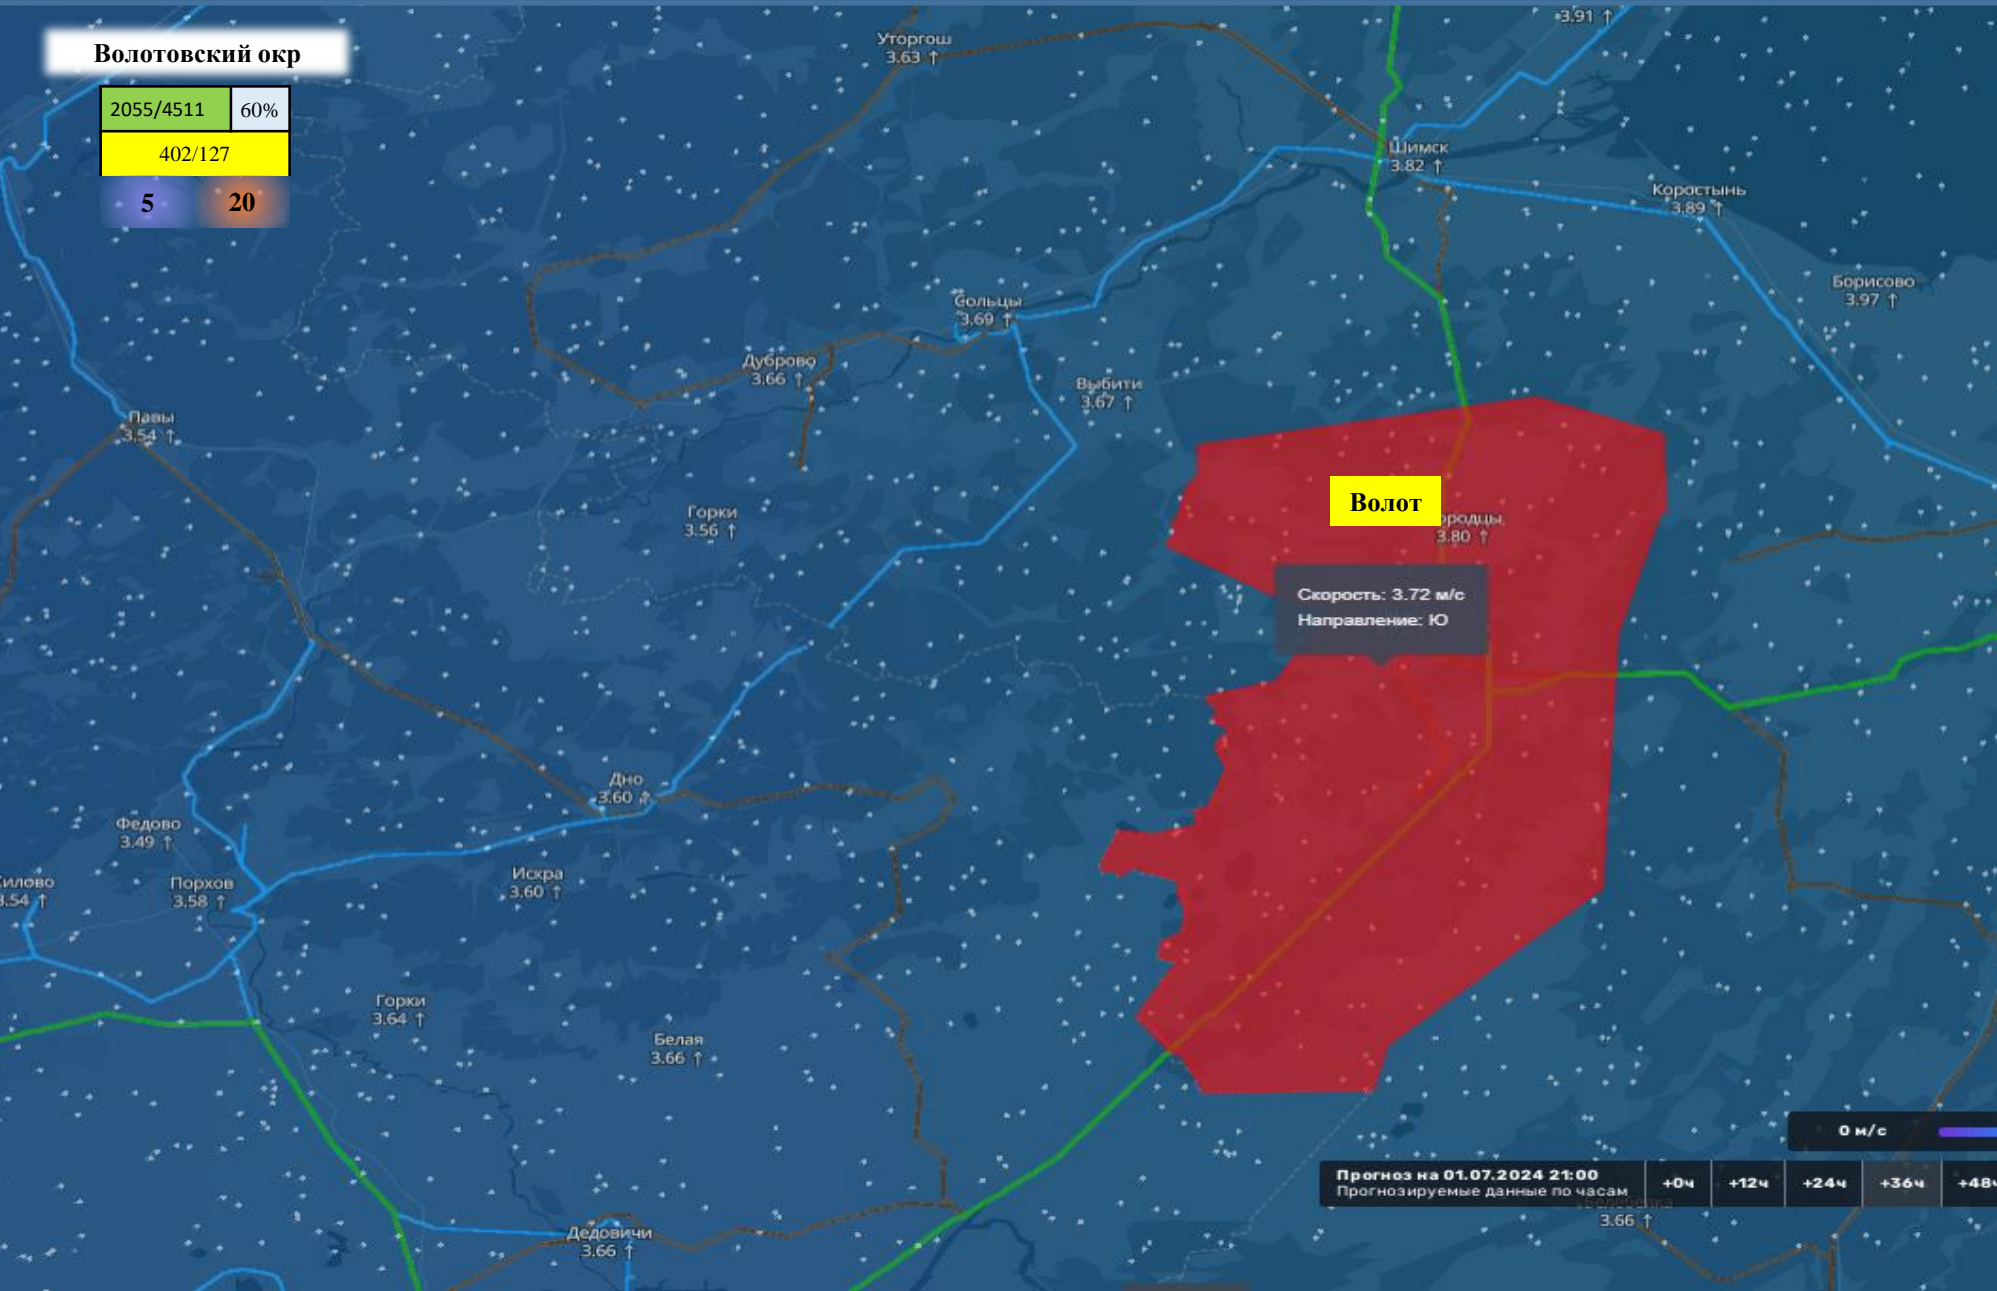 3.91 ↑
Уторгош
3.63 ↑
Волотовский окр
2055/4511 60%
402/127
5 20
Шимск
3.82 ↑
Коростынь
3.89 ↑
Борисово
3.97 ↑
Сольцы
3.69 ↑
Дуброво
3.66 ↑
Выбити
3.67 ↑
Павы
3.54 ↑
Волот
Горки
3.56 ↑
ородцы
3.80 ↑
Скорость: 3.72 м/с
Направление: Ю
Дно
3.60 ↑
Федово
3.49 ↑
Искра
3.60 ↑
илово
3.54 ↑
Порхов
3.58 ↑
Горки
3.64 ↑
Белая
3.66 ↑
0 м/с
Прогноз на 01.07.2024 21:00
Прогнозируемые данные по часам
+0ч +12ч +24ч +36ч +48ч
Белебёлка
3.66 ↑
Дедовичи
3.66 ↑